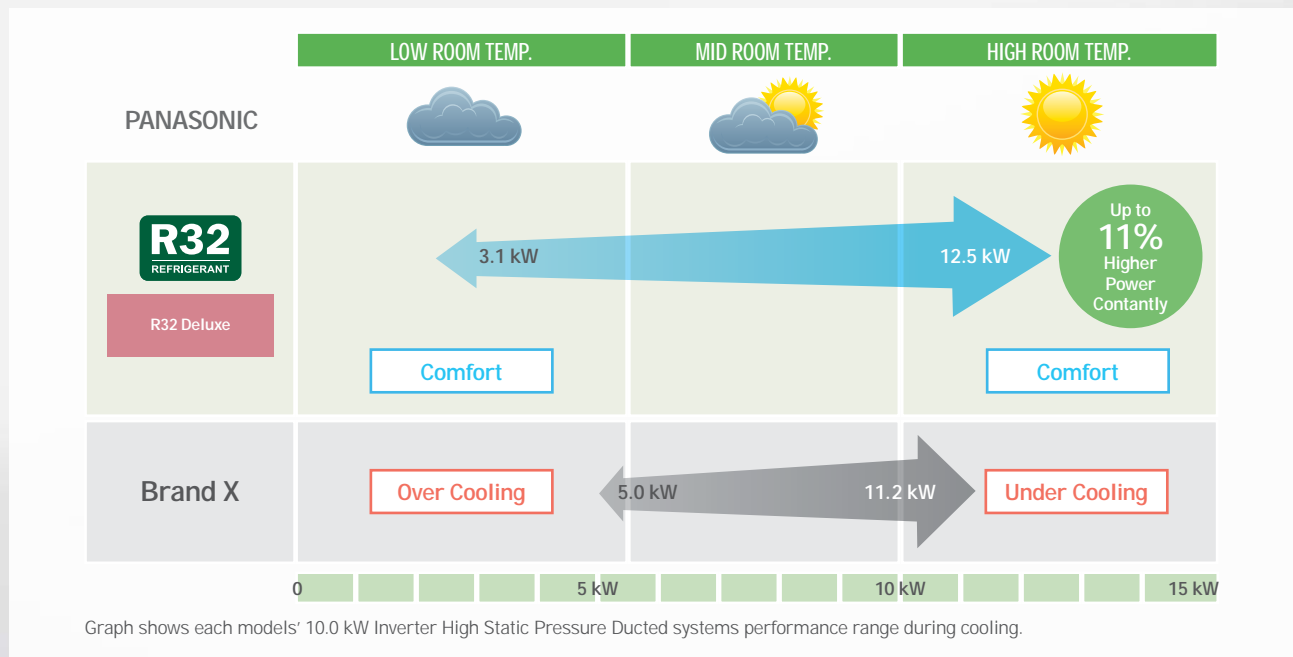 LOW ROOM TEMP.
MID ROOM TEMP.
HIGH ROOM TEMP.
PANASONIC
R32
REFRIGERANT
R32 Deluxe
3.1 kW
12.5 kW
Up to
11%
Higher
Power
Contantly
Comfort
Comfort
Brand X
Over Cooling
5.0 kW
11.2 kW
Under Cooling
0
5 kW
10 kW
15 kW
Graph shows each models’ 10.0 kW Inverter High Static Pressure Ducted systems performance range during cooling.